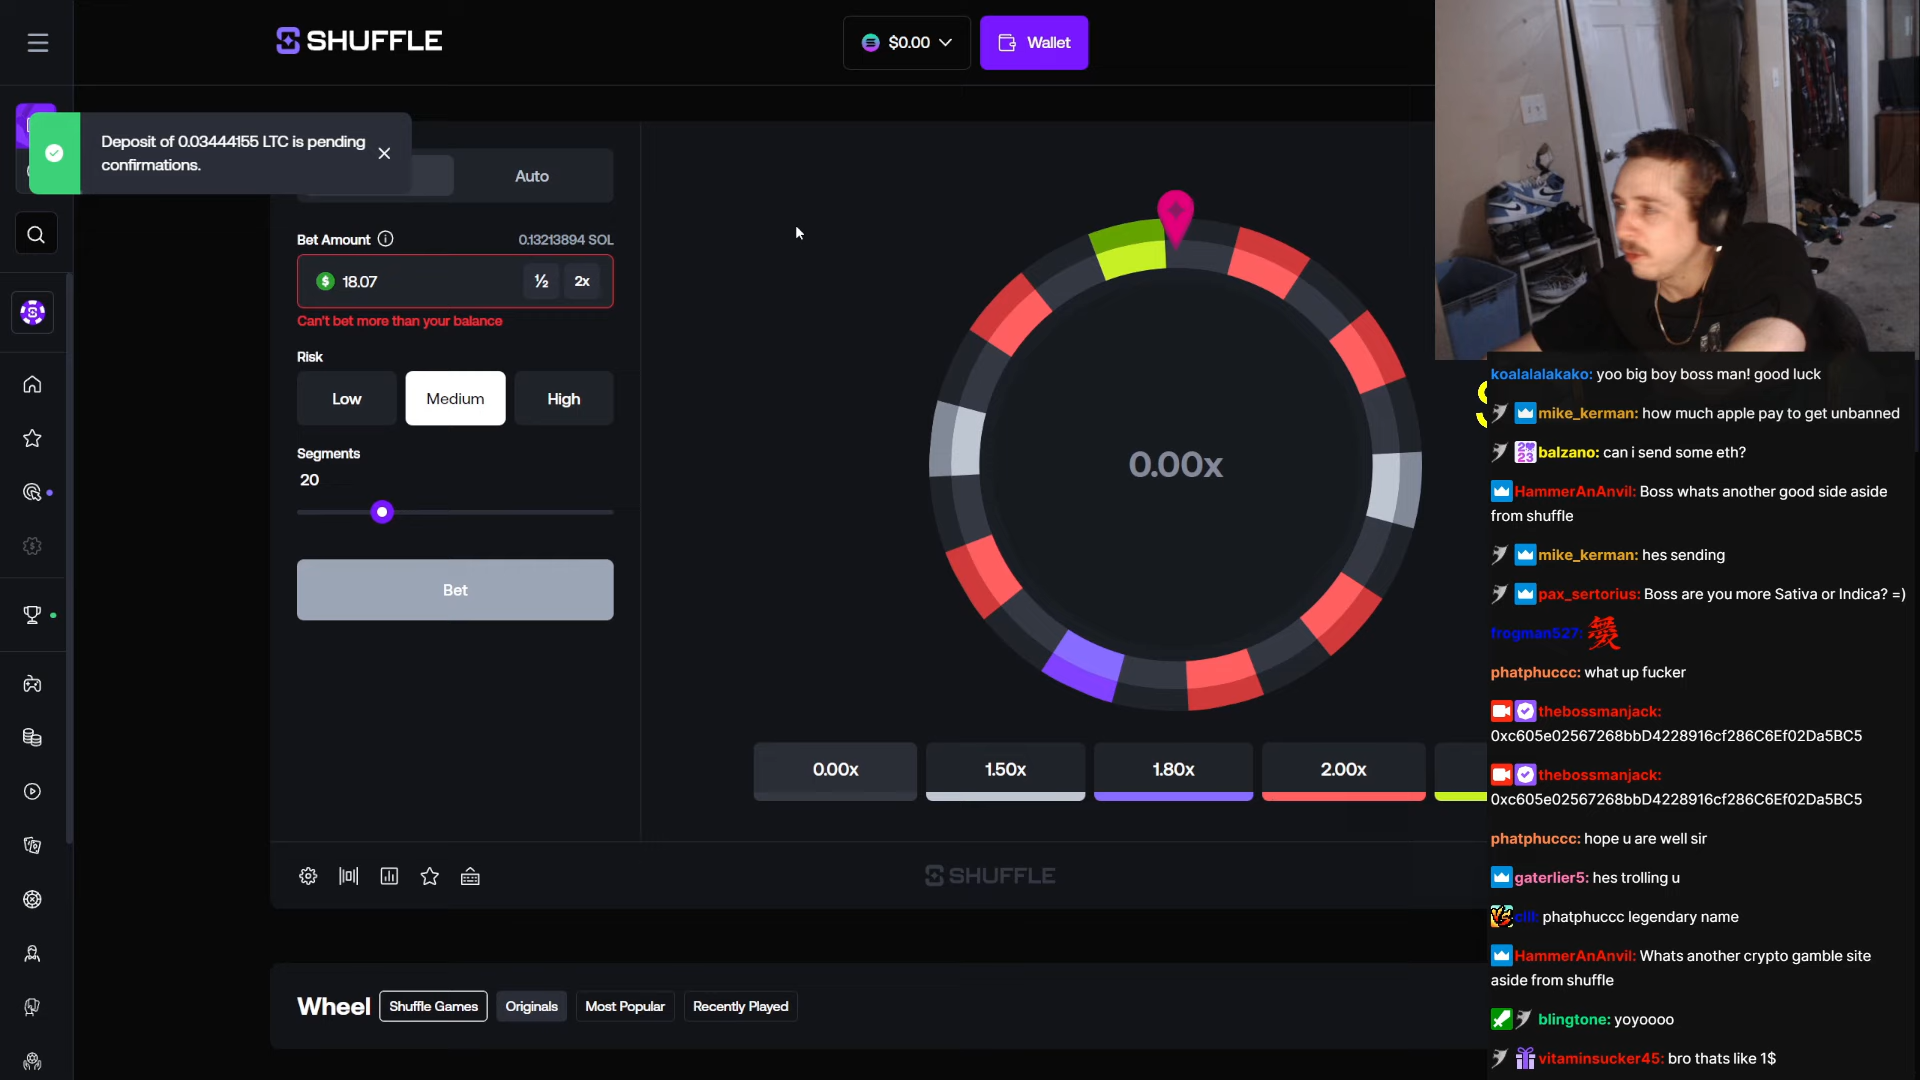 SHUFFLE
$0.00
Wallet
Deposit of 0.03444155 LTC is pending
confirmations.
Auto
Bet Amount
0.13213894 SOL
18.07
½
2x
Can't bet more than your balance
Risk
Low
Medium
High
Segments
20
Bet
0.00x
0.00x
1.50x
1.80x
2.00x
SHUFFLE
Wheel
Shuffle Games
Originals
Most Popular
Recently Played
koalalalakako: yoo big boy boss man! good luck
mike_kerman: how much apple pay to get unbanned
balzano: can i send some eth?
HammerAnAnvil: Boss whats another good side aside
from shuffle
mike_kerman: hes sending
pax_sertorius: Boss are you more Sativa or Indica? =)
frogman527:
phatphuccc: what up fucker
thebossmanjack:
0xc605e02567268bbD4228916cf286C6Ef02Da5BC5
thebossmanjack:
0xc605e02567268bbD4228916cf286C6Ef02Da5BC5
phatphuccc: hope u are well sir
gaterlier5: hes trolling u
phatphuccc legendary name
HammerAnAnvil: Whats another crypto gamble site
aside from shuffle
blingtone: yoyoooo
vitaminsucker45: bro thats like 1$